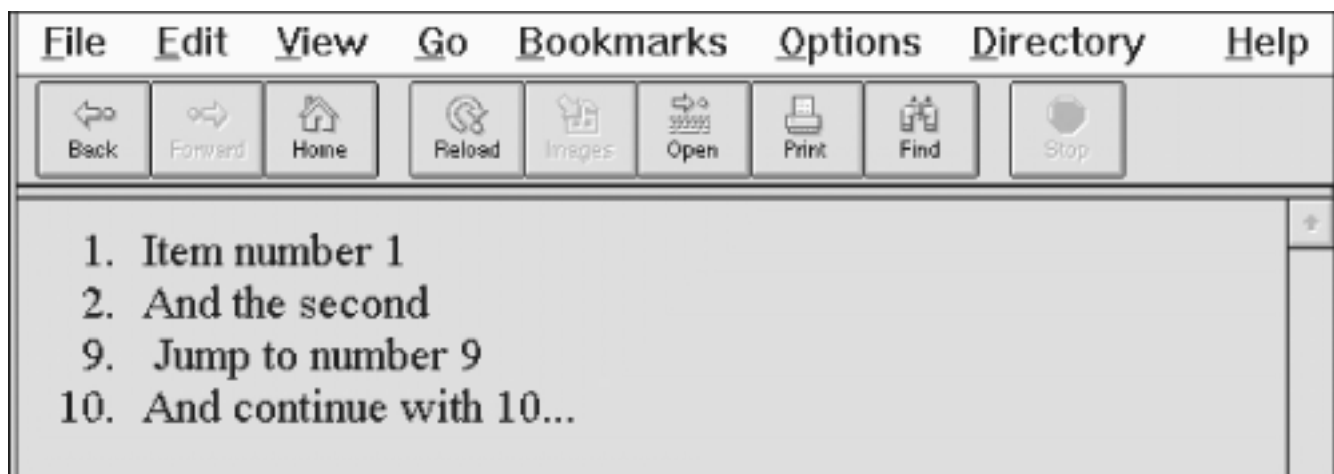 File Edit View Go Bookmarks Options Directory Help
Back Forward Home Reload Images Open Print Find Stop
1. Item number 1
2. And the second
9. Jump to number 9
10. And continue with 10...